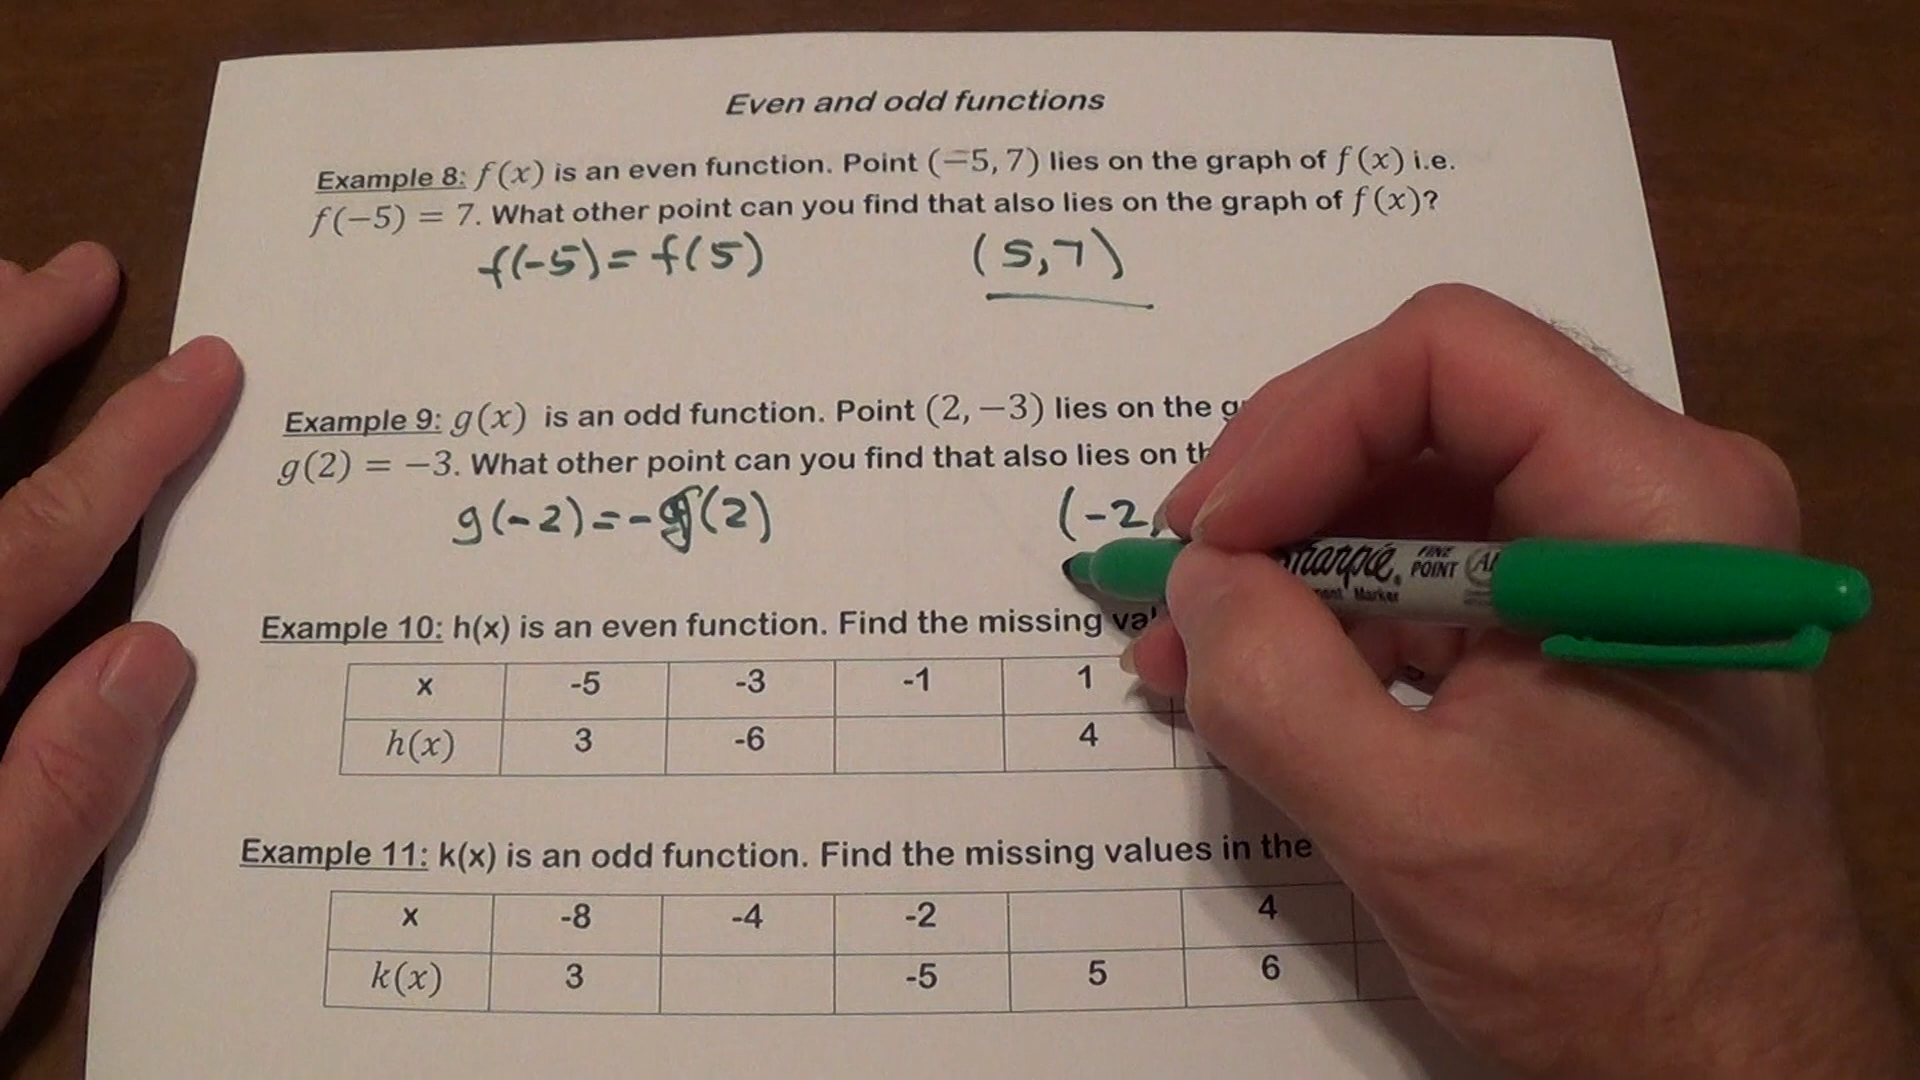 Even and odd functions
Example 8: f(x) is an even function. Point (−5, 7) lies on the graph of f(x) i.e.
f(−5) = 7. What other point can you find that also lies on the graph of f(x)?
f(-5) = f(5) (5,7)
Example 9: g(x) is an odd function. Point (2, −3) lies on the
g(2) = −3. What other point can you find that also lies on
g(-2) = -g(2) (-2,
Example 10: h(x) is an even function. Find the missing
x -5 -3 -1 1
h(x) 3 -6 4
Example 11: k(x) is an odd function. Find the missing values in the
x -8 -4 -2 4
k(x) 3 -5 5 6
Sharpie. FINE POINT
Marker